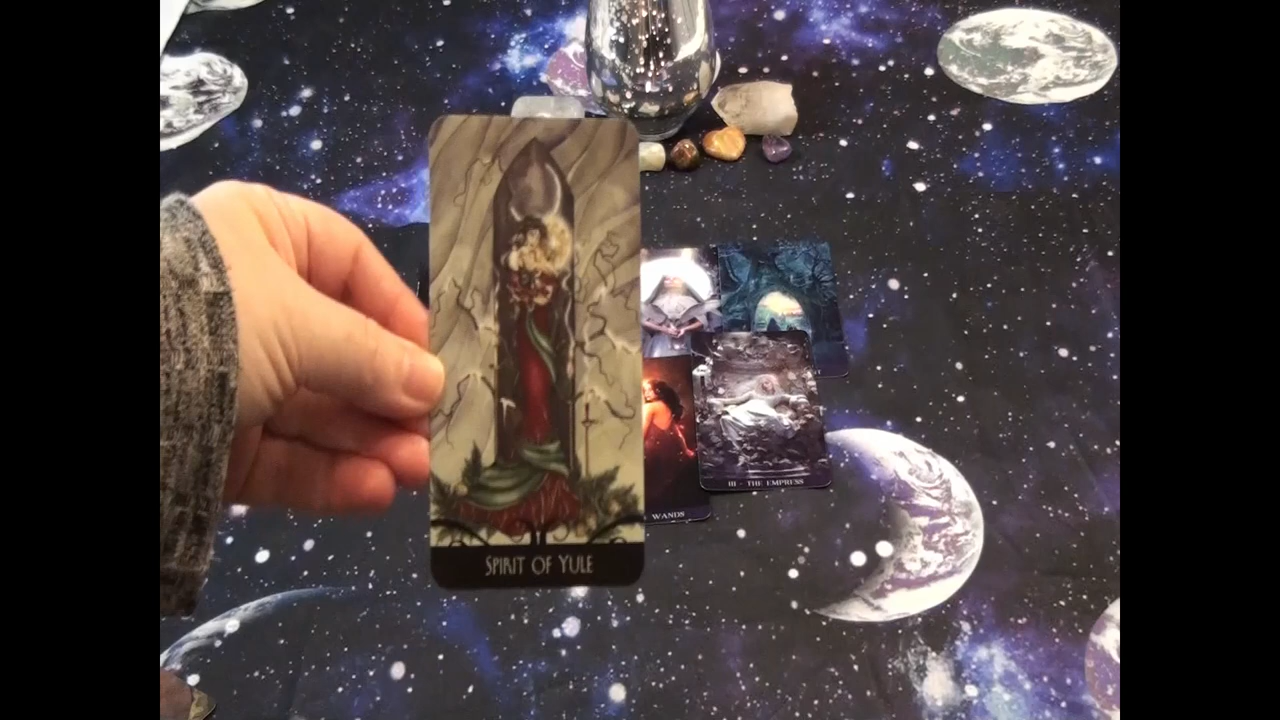 SPIRIT OF YULE
III - THE EMPRESS
WANDS